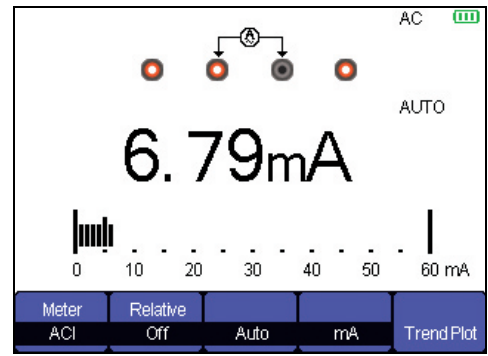 AC
A
AUTO
6.79mA
0 10 20 30 40 50 60 mA
Meter Relative
ACI Off Auto mA Trend Plot